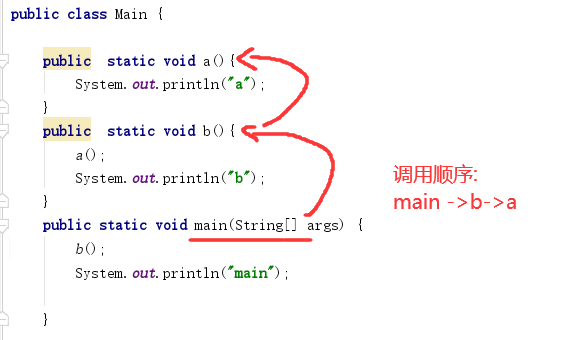 public class Main {
public  static void a(){
System.out.println("a");
}
public  static void b(){
a();
System.out.println("b");
}
public static void main(String[] args) {
b();
System.out.println("main");
}
调用顺序:
main ->b->a